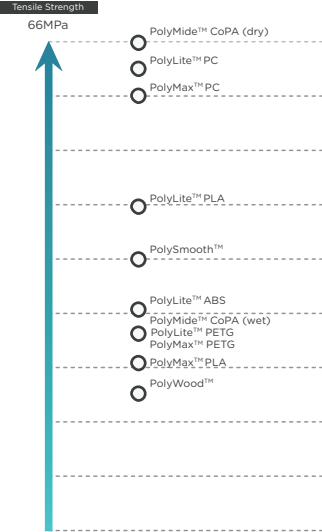 Tensile Strength
66MPa
PolyMide™ CoPA (dry)
PolyLite™ PC
PolyMax™ PC
PolyLite™ PLA
PolySmooth™
PolyLite™ ABS
PolyMide™ CoPA (wet)
PolyLite™ PETG
PolyMax™ PETG
PolyMax™ PLA
PolyWood™